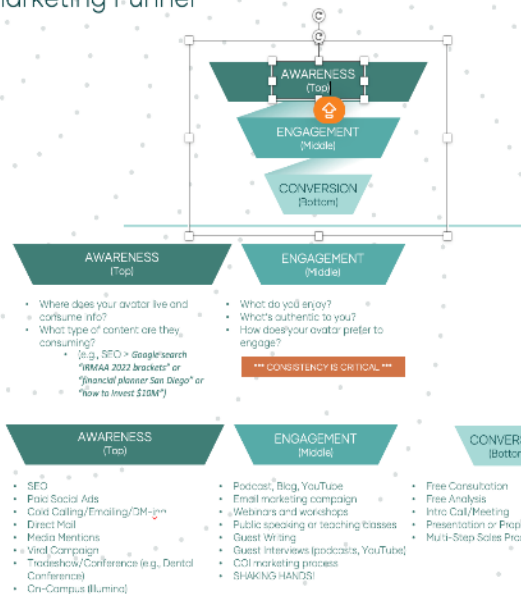 Marketing Funnel
AWARENESS
(Top)
ENGAGEMENT
(Middle)
CONVERSION
(Bottom)
AWARENESS
(Top)
ENGAGEMENT
(Middle)
• Where does your avatar live and
consume info?
• What type of content are they
consuming?
• (e.g., SEO > Google search
"IRMAA 2022 brackets" or
"financial planner San Diego" or
"how to invest $10M")
• What do you enjoy?
• What's authentic to you?
• How does your avatar prefer to
engage?
*** CONSISTENCY IS CRITICAL ***
AWARENESS
(Top)
ENGAGEMENT
(Middle)
CONVERS
(Bottom
• SEO
• Paid Social Ads
• Cold Calling/Emailing/DM-ing
• Direct Mail
• Media Mentions
• Viral Campaign
• Tradeshow/Conference (e.g., Dental
Conference)
• On-Campus (Illumina)
• Podcast, Blog, YouTube
• Email marketing campaign
• Webinars and workshops
• Public speaking or teaching classes
• Guest Writing
• Guest Interviews (podcasts, YouTube)
• COI marketing process
• SHAKING HANDS!
• Free Consultation
• Free Analysis
• Intro Call/Meeting
• Presentation or Prop
• Multi-Step Sales Pro